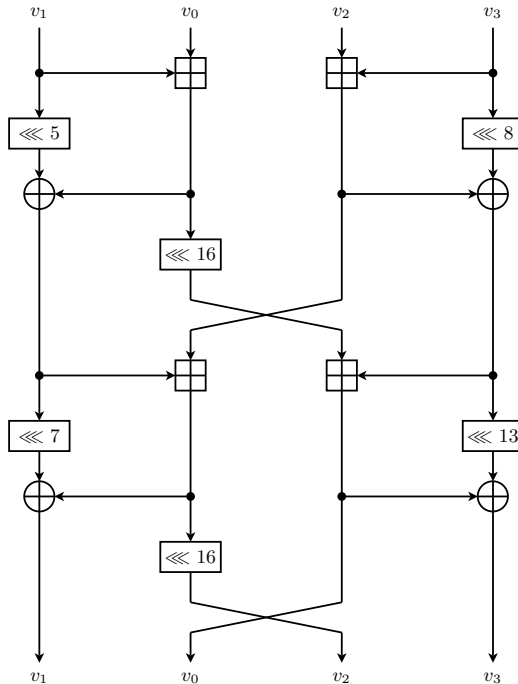 v₁ v₀ v₂ v₃
⋘ 5 ⋘ 8
⋘ 16
⋘ 7 ⋘ 13
⋘ 16
v₁ v₀ v₂ v₃